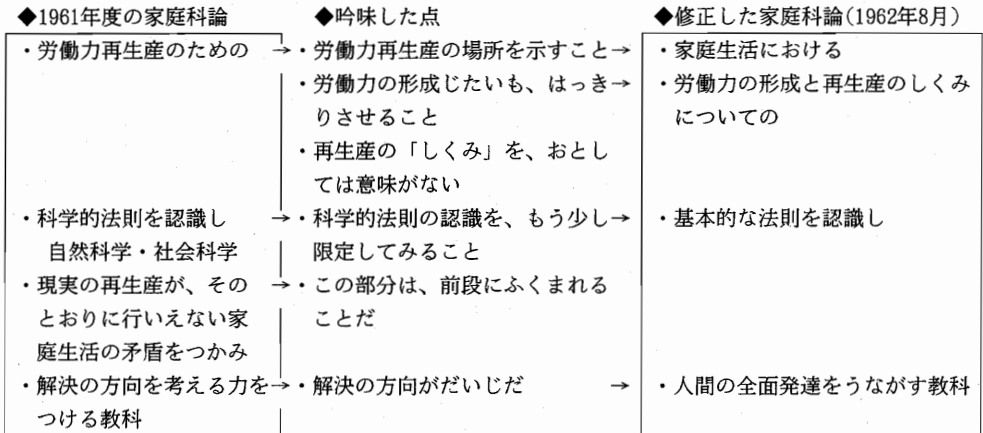 ◆1961年度の家庭科論
・労働力再生産のための
・科学的法則を認識し
自然科学・社会科学
・現実の再生産が、その
とおりに行いえない家
庭生活の矛盾をつかみ
・解決の方向を考える力を
つける教科
◆吟味した点
→・労働力再生産の場所を示すこと→
・労働力の形成じたいも、はっき→
りさせること
・再生産の「しくみ」を、おとし
ては意味がない
→・科学的法則の認識を、もう少し→
限定してみること
→・この部分は、前段にふくまれる
ことだ
→・解決の方向がだいじだ →
◆修正した家庭科論(1962年8月)
・家庭生活における
・労働力の形成と再生産のしくみ
についての
・基本的な法則を認識し
・人間の全面発達をうながす教科